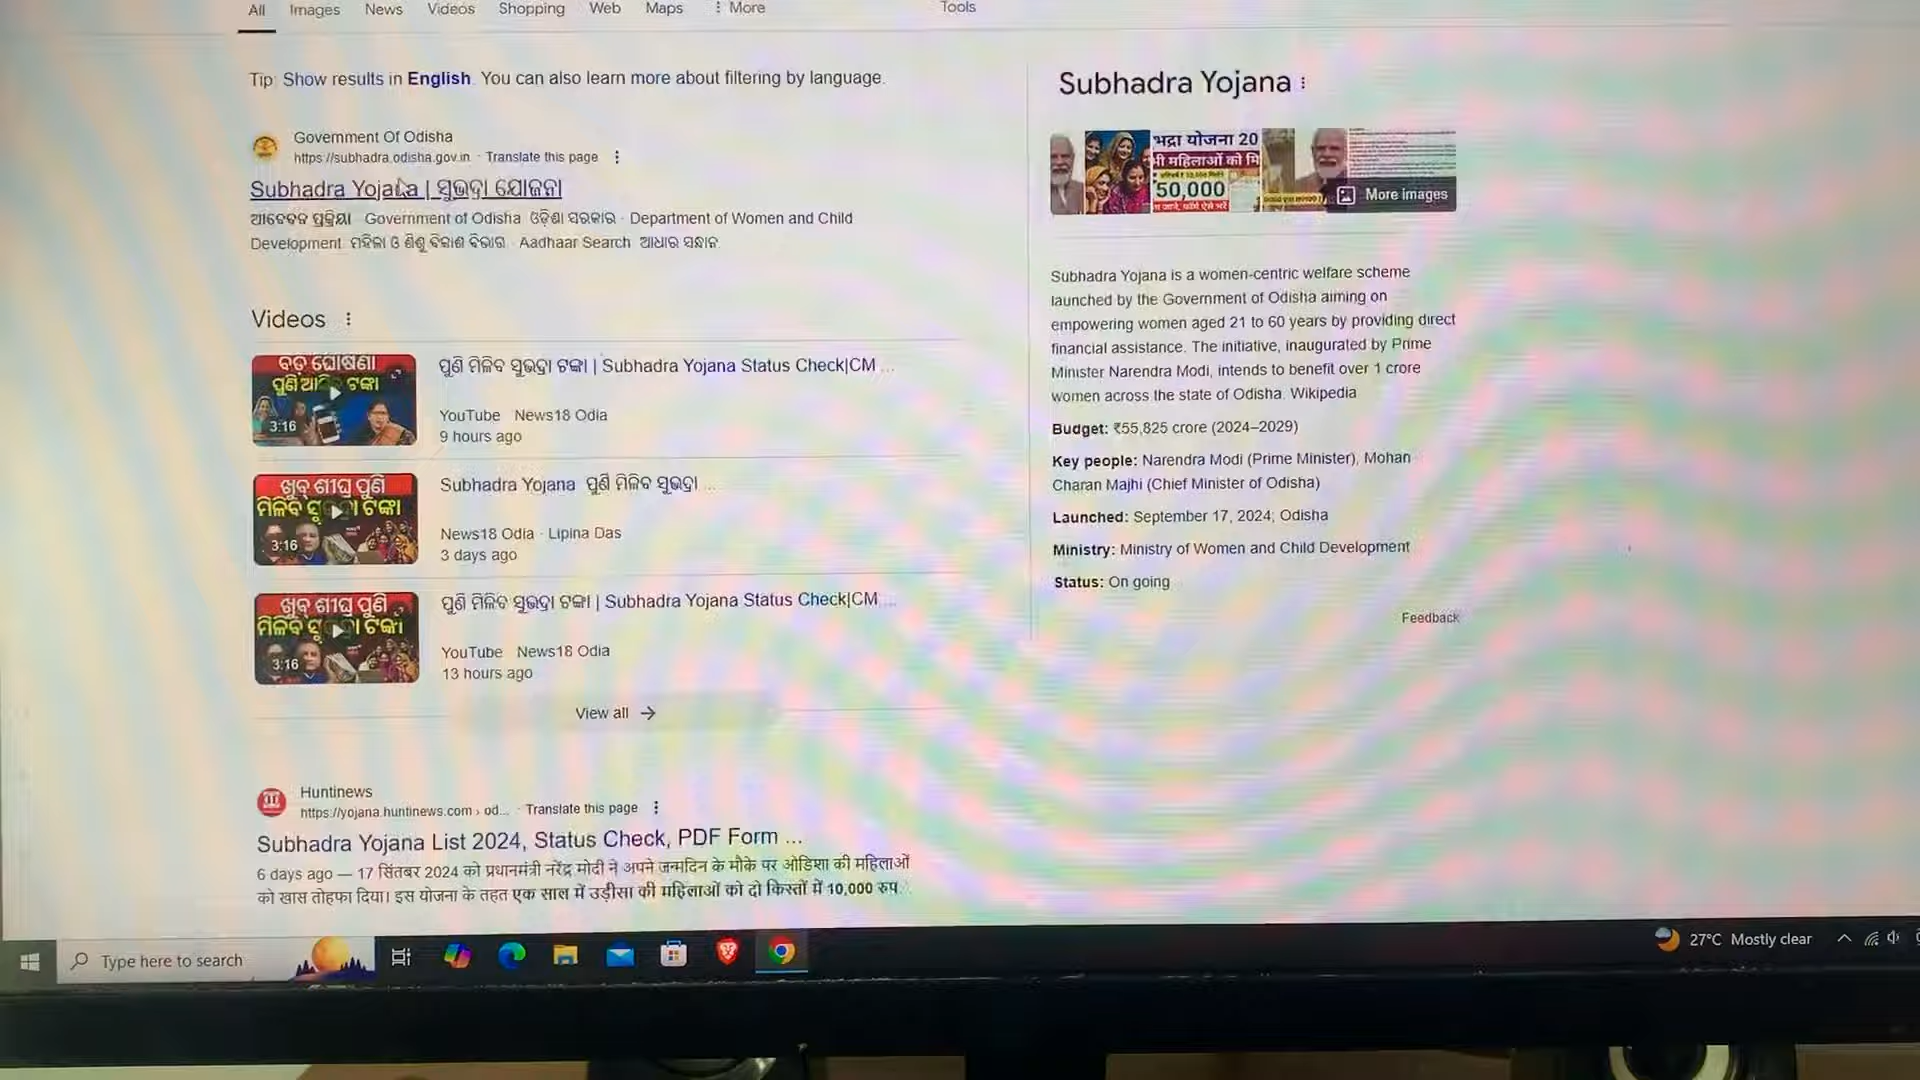 All Images News Videos Shopping Web Maps More Tools
Tip: Show results in English. You can also learn more about filtering by language.
Government Of Odisha
https://subhadra.odisha.gov.in · Translate this page
Subhadra Yojana | ସୁଭଦ୍ରା ଯୋଜନା
ଆବେଦନ ପ୍ରକ୍ରିୟା Government of Odisha ଓଡ଼ିଶା ସରକାର · Department of Women and Child
Development ମହିଳା ଓ ଶିଶୁ ବିକାଶ ବିଭାଗ · Aadhaar Search ଆଧାର ସନ୍ଧାନ
Videos
ବଡ଼ ଘୋଷଣା
ପୁଣି
ଟଙ୍କା
3:16
ପୁଣି ମିଳିବ ସୁଭଦ୍ରା ଟଙ୍କା | Subhadra Yojana Status Check|CM ...
YouTube News18 Odia
9 hours ago
ଖୁବ୍ ଶୀଘ୍ର ପୁଣି
ମିଳିବ ଟଙ୍କା
3:16
Subhadra Yojana ପୁଣି ମିଳିବ ସୁଭଦ୍ରା ...
News18 Odia · Lipina Das
3 days ago
ଖୁବ୍ ଶୀଘ୍ର ପୁଣି
ମିଳିବ ଟଙ୍କା
3:16
ପୁଣି ମିଳିବ ସୁଭଦ୍ରା ଟଙ୍କା | Subhadra Yojana Status Check|CM ...
YouTube News18 Odia
13 hours ago
View all →
Huntinews
https://yojana.huntinews.com › od... · Translate this page
Subhadra Yojana List 2024, Status Check, PDF Form ...
6 days ago — 17 सितंबर 2024 को प्रधानमंत्री नरेंद्र मोदी ने अपने जन्मदिन के मौके पर ओडिशा की महिलाओं
को खास तोहफा दिया। इस योजना के तहत एक साल में उड़ीसा की महिलाओं को दो किस्तों में 10,000 रुप
Subhadra Yojana
भद्रा योजना 20
महिलाओं को
50,000
More images
Subhadra Yojana is a women-centric welfare scheme
launched by the Government of Odisha aiming on
empowering women aged 21 to 60 years by providing direct
financial assistance. The initiative, inaugurated by Prime
Minister Narendra Modi, intends to benefit over 1 crore
women across the state of Odisha. Wikipedia
Budget: ₹55,825 crore (2024–2029)
Key people: Narendra Modi (Prime Minister), Mohan
Charan Majhi (Chief Minister of Odisha)
Launched: September 17, 2024; Odisha
Ministry: Ministry of Women and Child Development
Status: On going
Feedback
Type here to search
27°C Mostly clear